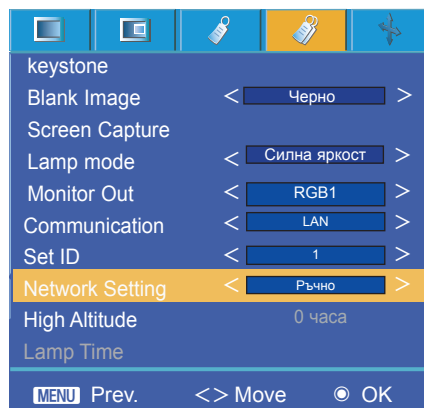 keystone
Blank Image < Черно >
Screen Capture
Lamp mode < Силна яркост >
Monitor Out < RGB1 >
Communication < LAN >
Set ID < 1 >
Network Setting < Ръчно >
High Altitude 0 часа
Lamp Time
MENU Prev. <> Move ◉ OK